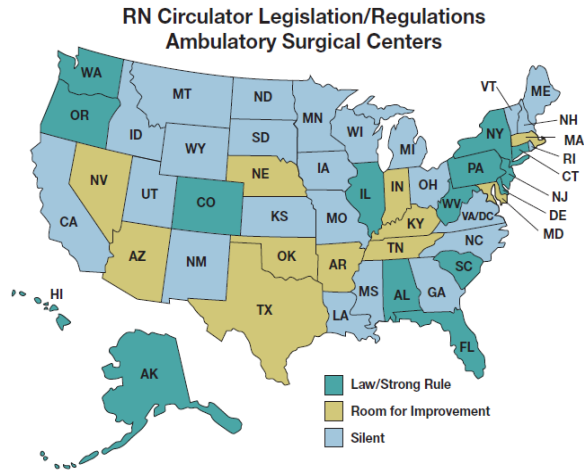 RN Circulator Legislation/Regulations
Ambulatory Surgical Centers
WA
OR
MT
ID
ND
SD
MN
WI
MI
WY
NV
UT
CO
NE
KS
IA
MO
IL
IN
OH
KY
TN
CA
AZ
NM
OK
AR
TX
LA
MS
AL
GA
FL
SC
NC
VA/DC
WV
PA
NY
VT
ME
NH
MA
RI
CT
NJ
DE
MD
HI
AK
Law/Strong Rule
Room for Improvement
Silent